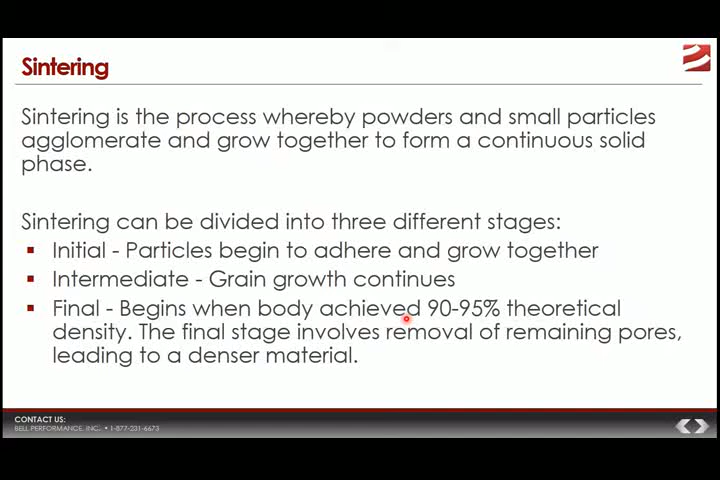 Sintering
Sintering is the process whereby powders and small particles
agglomerate and grow together to form a continuous solid
phase.
Sintering can be divided into three different stages:
▪ Initial - Particles begin to adhere and grow together
▪ Intermediate - Grain growth continues
▪ Final - Begins when body achieved 90-95% theoretical
density. The final stage involves removal of remaining pores,
leading to a denser material.
CONTACT US:
BELL PERFORMANCE, INC. • 1-877-231-6673